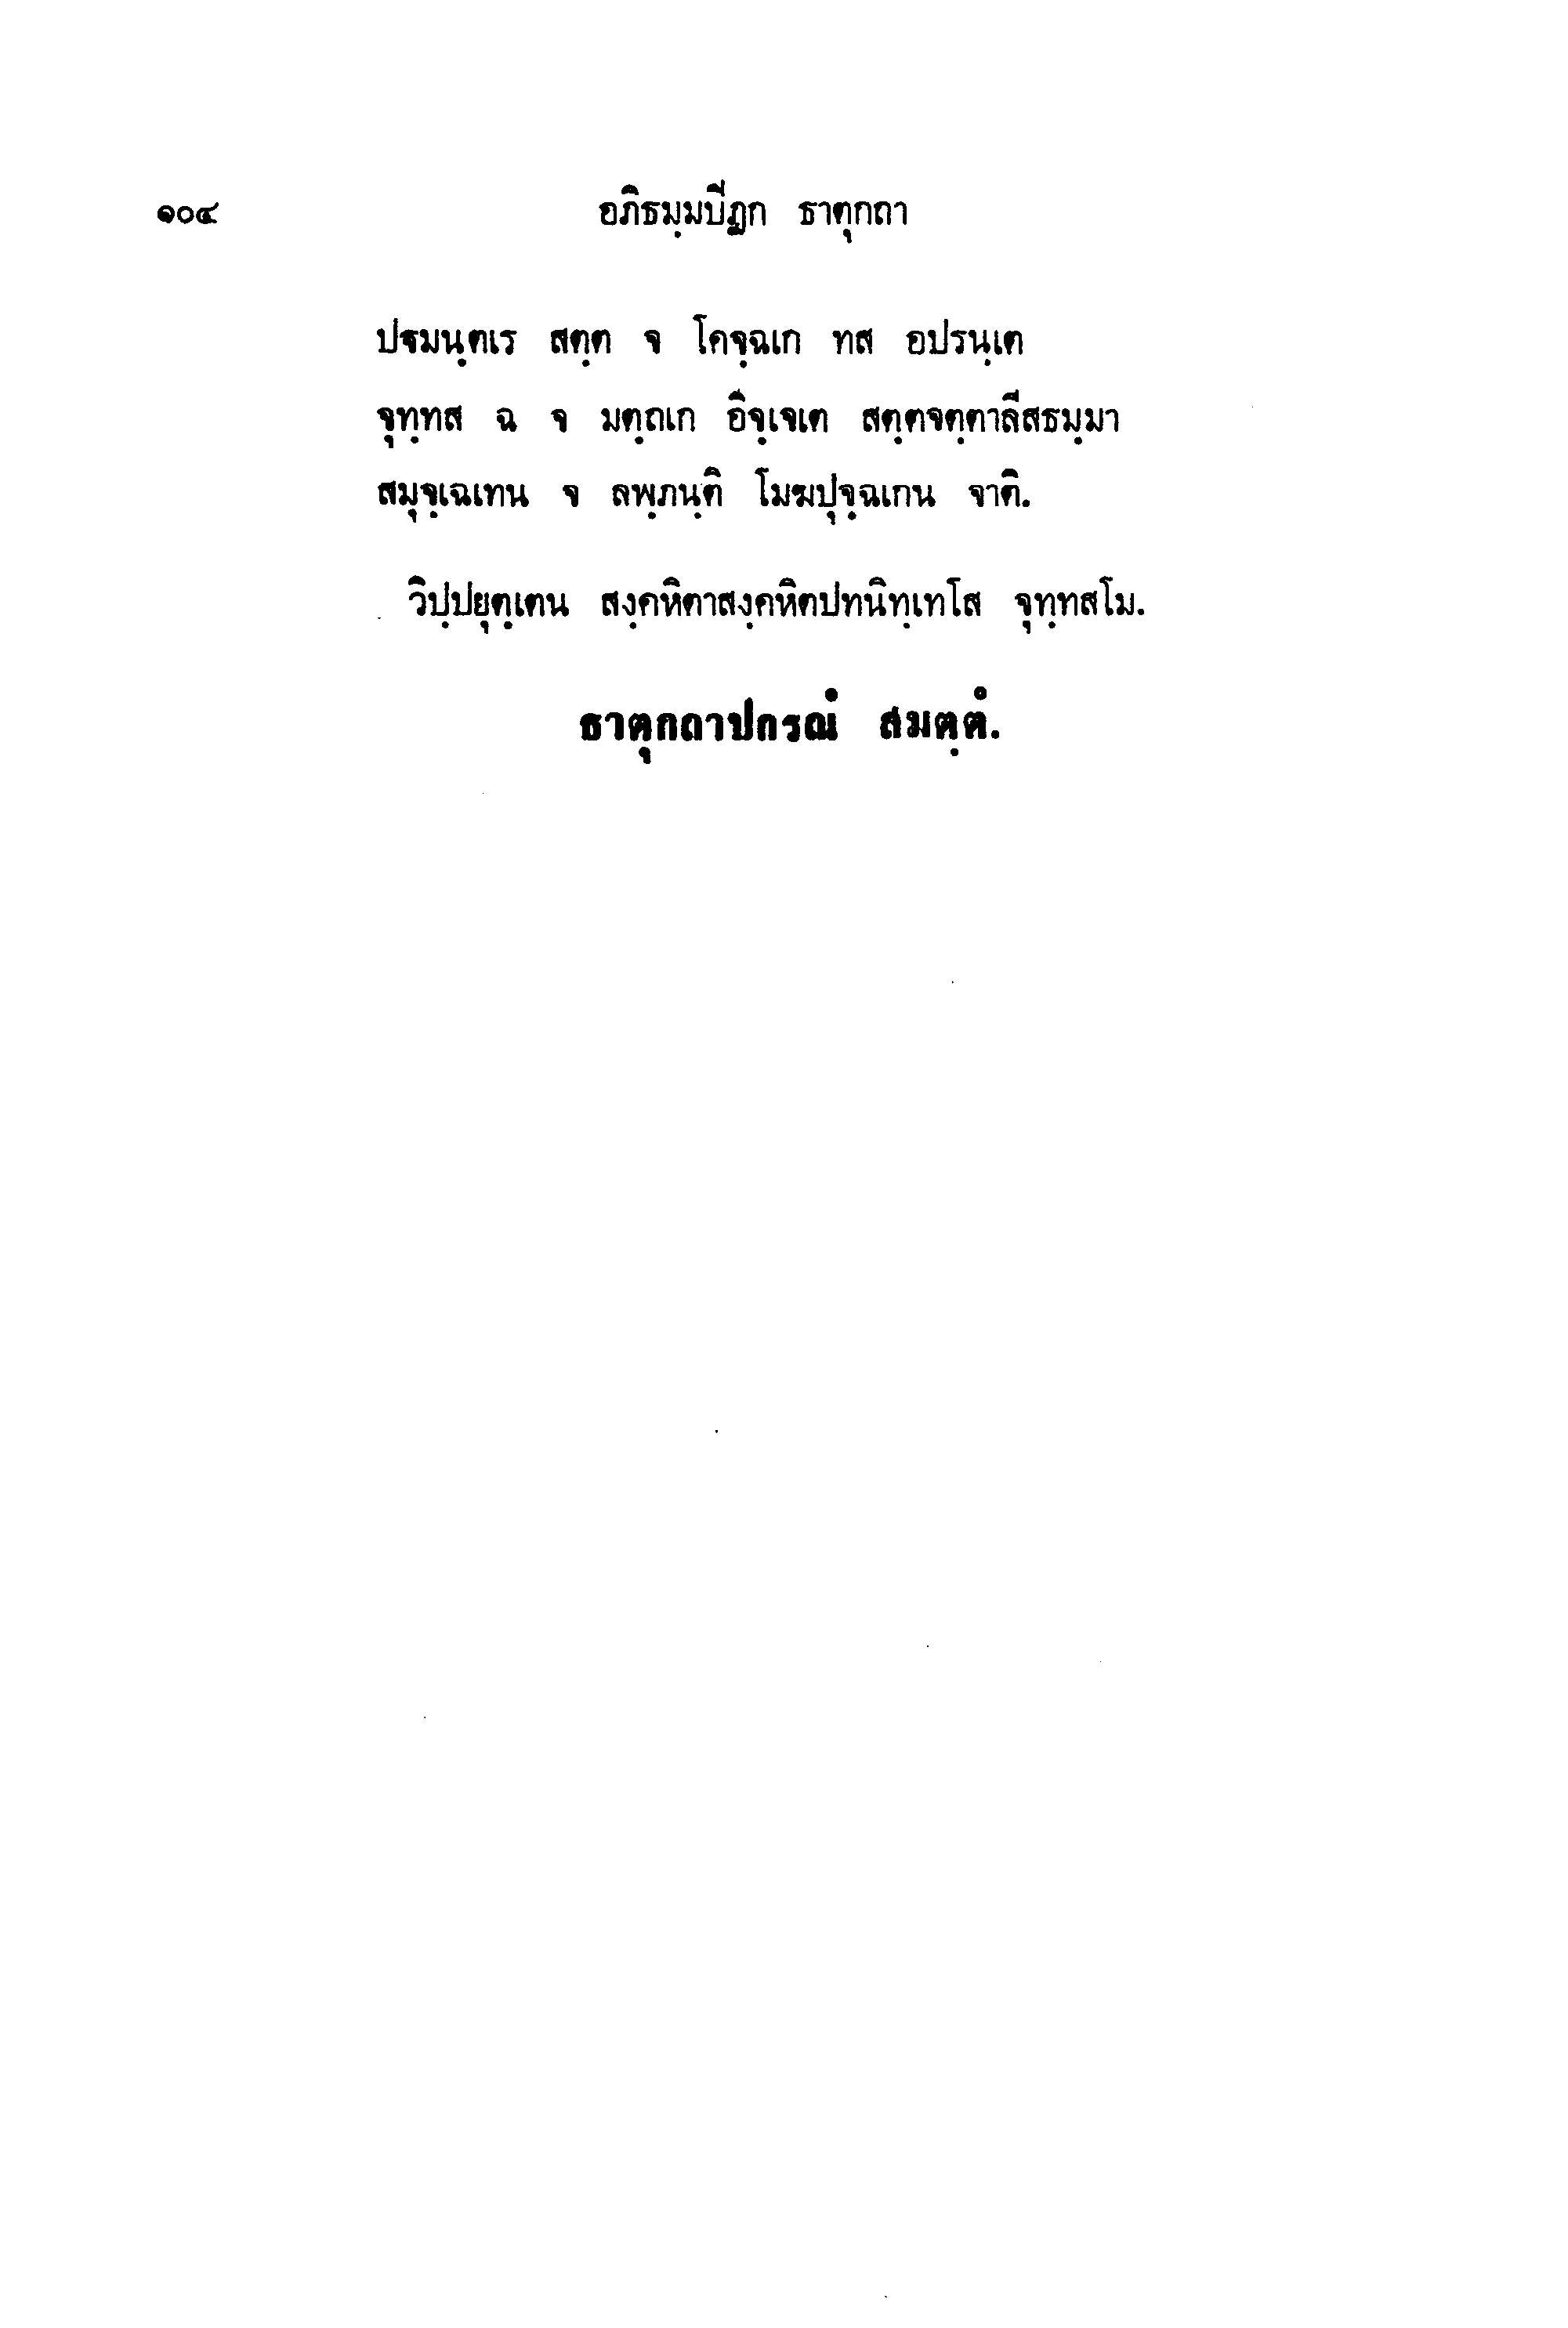 ๑๐๔ อภิธมฺมปิฏก ธาตุกถา
ปฐมนฺตเร สตฺต จ โคจฺฉเก ทส อปรนฺเต
จุทฺทส ฉ จ มตฺถเก อิจฺเจเต สตฺตจตฺตาลีสธมฺมา
สมุจฺเฉเทน จ ลพฺภนฺติ โมฆปุจฺฉเกน จาติ.
วิปฺปยุตฺเตน สงฺคหิตาสงฺคหิตปทนิทฺเทโส จุทฺทสโม.
ธาตุกถาปกรณํ สมตฺตํ.